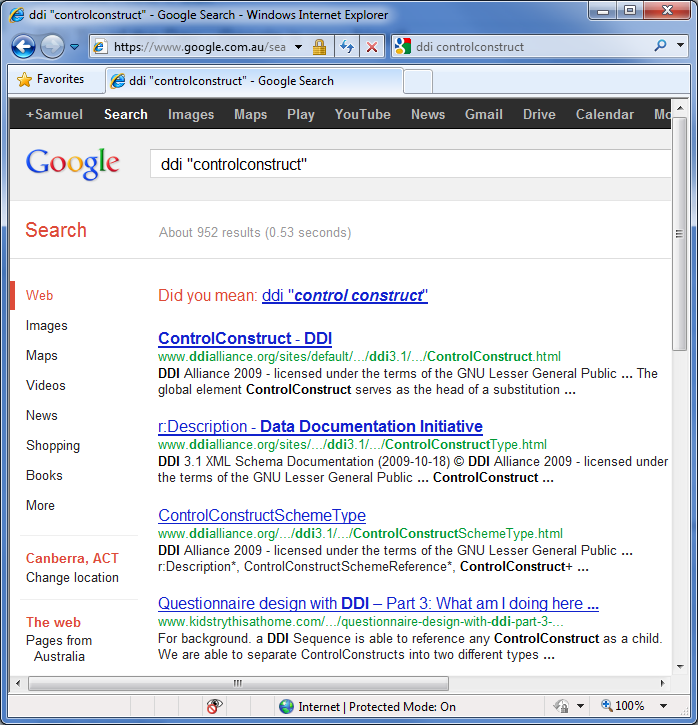 ddi "controlconstruct" - Google Search - Windows Internet Explorer
https://www.google.com.au/sea
ddi controlconstruct
Favorites
ddi "controlconstruct" - Google Search
+Samuel Search Images Maps Play YouTube News Gmail Drive Calendar Mo
Google
ddi "controlconstruct"
Search
About 952 results (0.53 seconds)
Web
Images
Maps
Videos
News
Shopping
Books
More
Canberra, ACT
Change location
The web
Pages from
Australia
Did you mean: ddi "control construct"
ControlConstruct - DDI
www.ddialliance.org/sites/default/.../ddi3.1/.../ControlConstruct.html
DDI Alliance 2009 - licensed under the terms of the GNU Lesser General Public ... The
global element ControlConstruct serves as the head of a substitution ...
r:Description - Data Documentation Initiative
www.ddialliance.org/sites/.../ddi3.1/.../ControlConstructType.html
DDI 3.1 XML Schema Documentation (2009-10-18) © DDI Alliance 2009 - licensed under
the terms of the GNU Lesser General Public ... ControlConstruct ...
ControlConstructSchemeType
www.ddialliance.org/.../ddi3.1/.../ControlConstructSchemeType.html
DDI Alliance 2009 - licensed under the terms of the GNU Lesser General Public ...
r:Description*, ControlConstructSchemeReference*, ControlConstruct+ ...
Questionnaire design with DDI – Part 3: What am I doing here ...
www.kidstrythisathome.com/.../questionnaire-design-with-ddi-part-3-...
For background. a DDI Sequence is able to reference any ControlConstruct as a child.
We are able to separate ControlConstructs into two different types ...
Internet | Protected Mode: On
100%